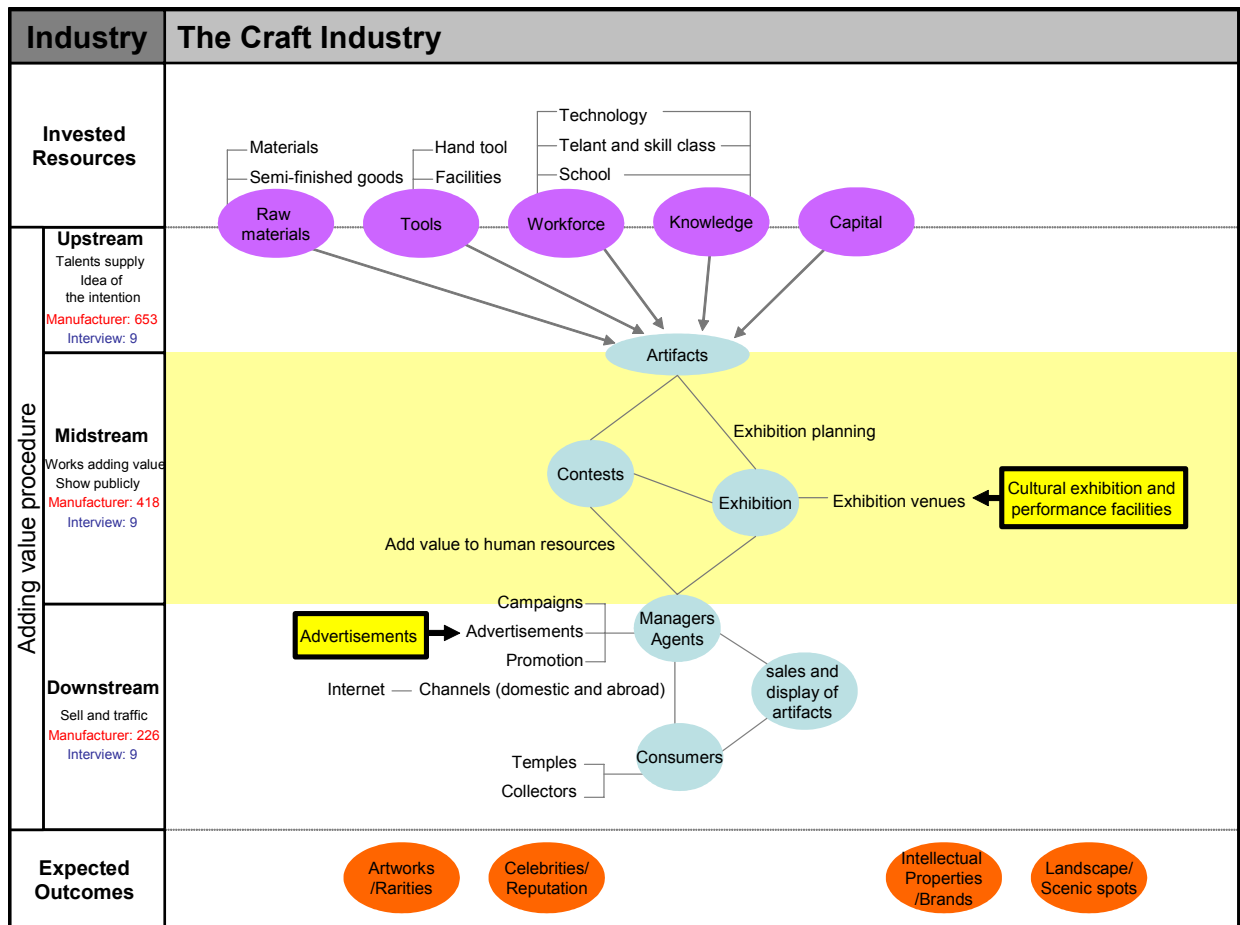 Industry
The Craft Industry
Invested
Resources
Technology
Materials
Hand tool
Telant and skill class
Semi-finished goods
Facilities
School
Raw
materials
Tools
Workforce
Knowledge
Capital
Adding value procedure
Upstream
Talents supply
Idea of
the intention
Manufacturer: 653
Interview: 9
Artifacts
Midstream
Works adding value
Show publicly
Manufacturer: 418
Interview: 9
Exhibition planning
Contests
Exhibition
Exhibition venues
Cultural exhibition and
performance facilities
Add value to human resources
Downstream
Sell and traffic
Manufacturer: 226
Interview: 9
Campaigns
Advertisements
Advertisements
Promotion
Managers
Agents
Internet
Channels (domestic and abroad)
sales and
display of
artifacts
Consumers
Temples
Collectors
Expected
Outcomes
Artworks
/Rarities
Celebrities/
Reputation
Intellectual
Properties
/Brands
Landscape/
Scenic spots